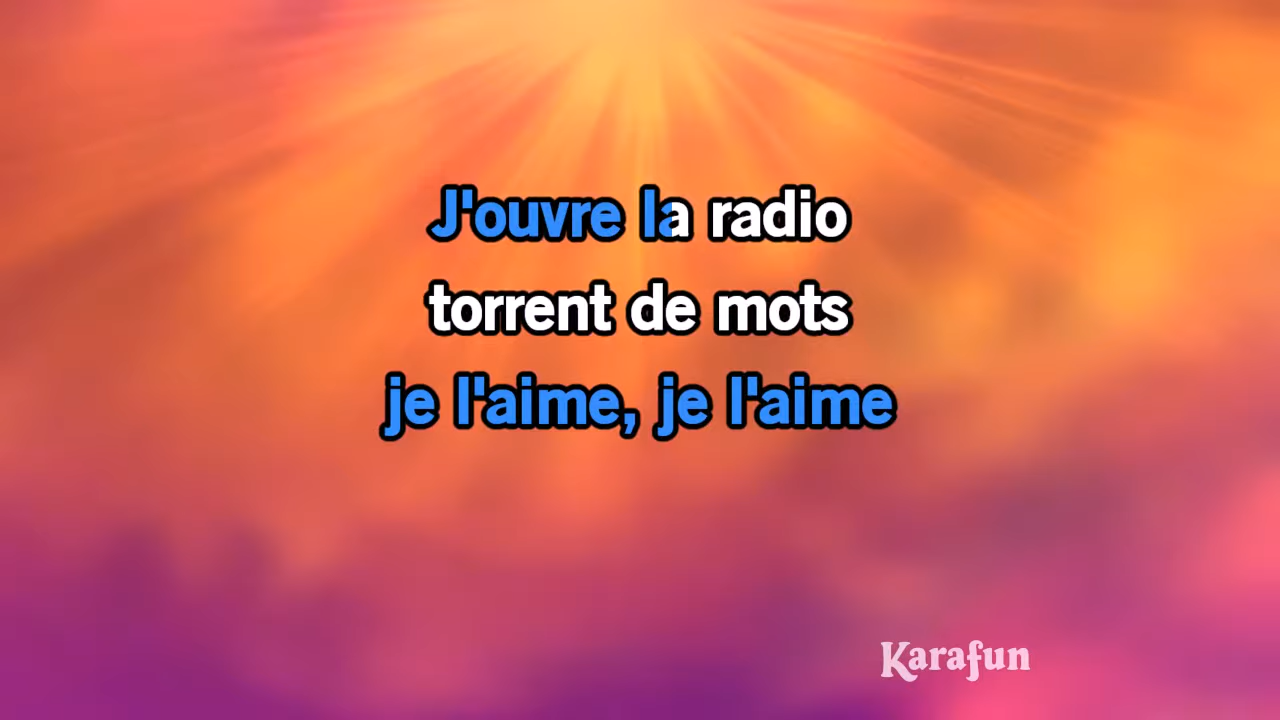 J'ouvre la radio
torrent de mots
je l'aime, je l'aime
Karafun